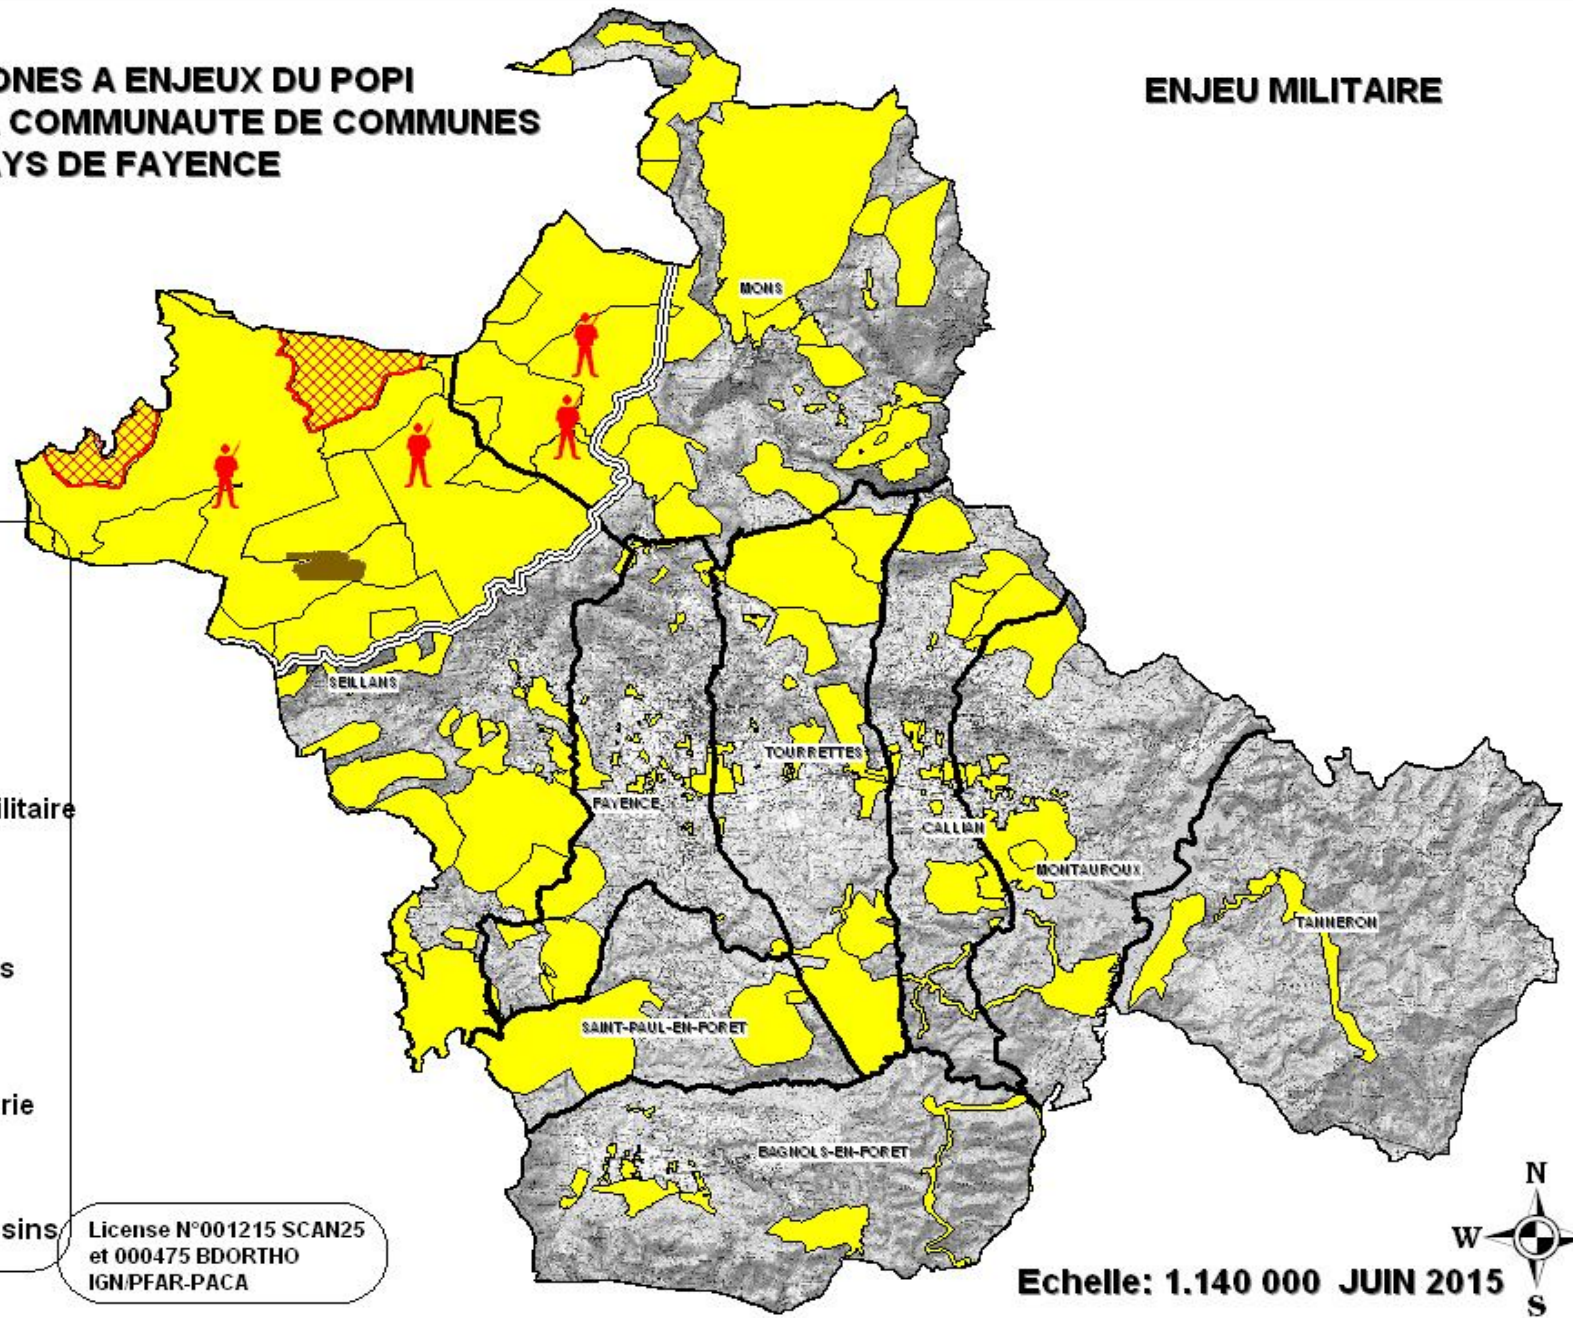 ONES A ENJEUX DU POPI
COMMUNAUTE DE COMMUNES
AYS DE FAYENCE
ENJEU MILITAIRE
MONS
SEILLANS
TOURRETTES
FAYENCE
CALLIAN
MONTAUROUX
TANNERON
SAINT-PAUL-EN-FORET
BAGNOLS-EN-FORET
ilitaire
s
rie
sins
License N°001215 SCAN25
et 000475 BDORTHO
IGN/PFAR-PACA
Echelle: 1.140 000 JUIN 2015
N
W
S